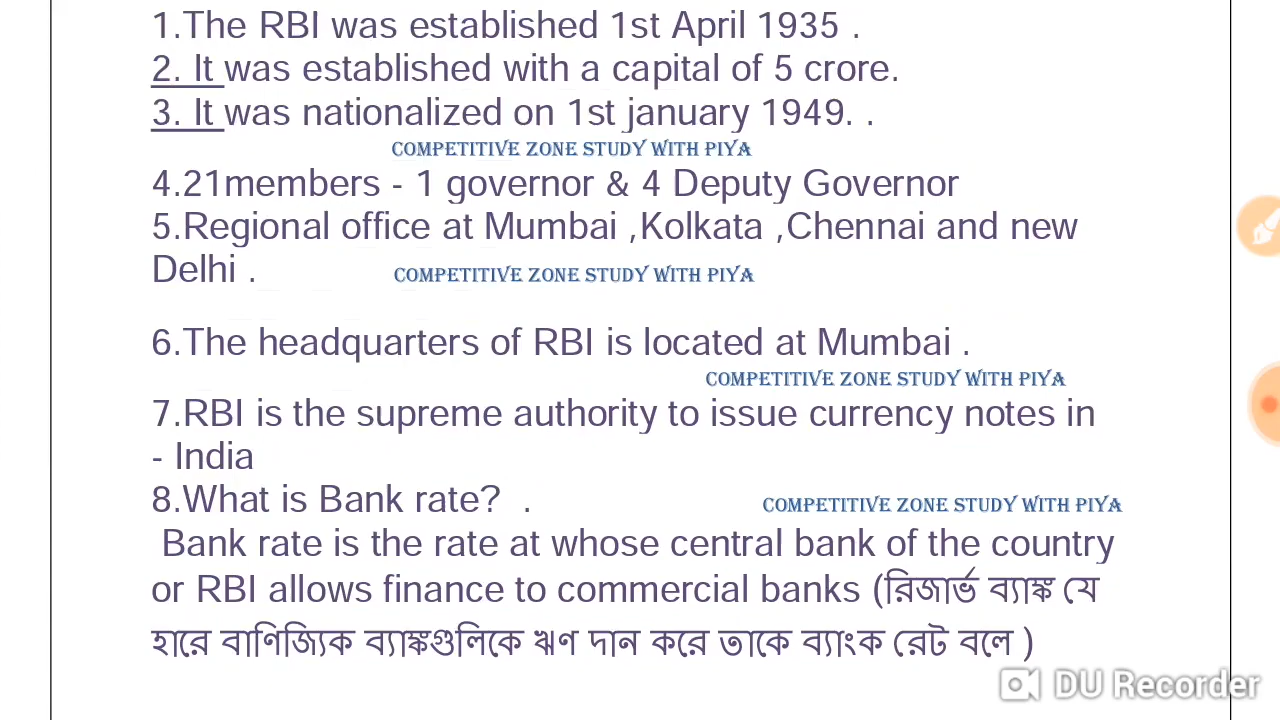 1.The RBI was established 1st April 1935 .
2. It was established with a capital of 5 crore.
3. It was nationalized on 1st january 1949. .
COMPETITIVE ZONE STUDY WITH PIYA
4.21members - 1 governor & 4 Deputy Governor
5.Regional office at Mumbai ,Kolkata ,Chennai and new
Delhi .
COMPETITIVE ZONE STUDY WITH PIYA
6.The headquarters of RBI is located at Mumbai .
COMPETITIVE ZONE STUDY WITH PIYA
7.RBI is the supreme authority to issue currency notes in
- India
8.What is Bank rate?  .
COMPETITIVE ZONE STUDY WITH PIYA
Bank rate is the rate at whose central bank of the country
or RBI allows finance to commercial banks (রিজার্ভ ব্যাঙ্ক যে
হারে বাণিজ্যিক ব্যাঙ্কগুলিকে ঋণ দান করে তাকে ব্যাংক রেট বলে )
DU Recorder